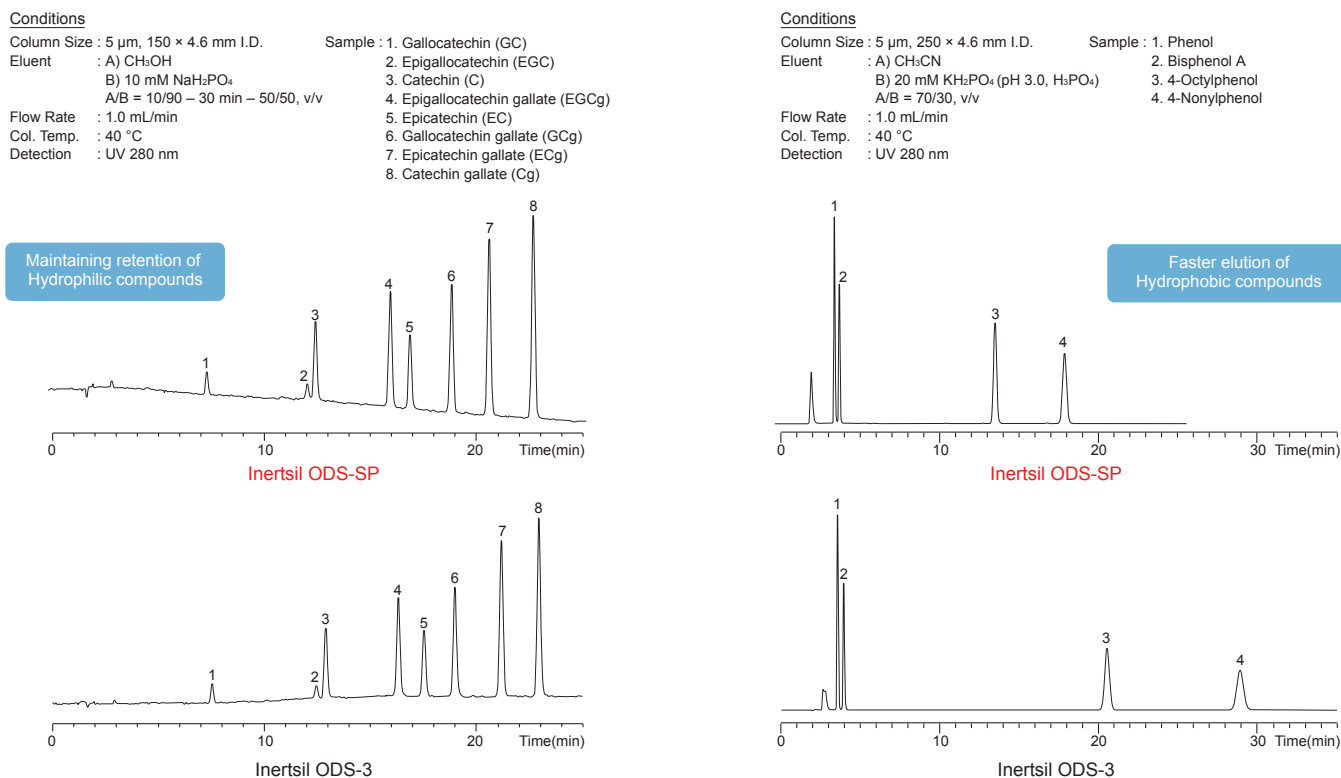 Conditions
Column Size : 5 μm, 150 × 4.6 mm I.D.
Eluent : A) CH₃OH
B) 10 mM NaH₂PO₄
A/B = 10/90 – 30 min – 50/50, v/v
Flow Rate : 1.0 mL/min
Col. Temp. : 40 °C
Detection : UV 280 nm
Sample : 1. Gallocatechin (GC)
2. Epigallocatechin (EGC)
3. Catechin (C)
4. Epigallocatechin gallate (EGCg)
5. Epicatechin (EC)
6. Gallocatechin gallate (GCg)
7. Epicatechin gallate (ECg)
8. Catechin gallate (Cg)
Maintaining retention of
Hydrophilic compounds
1 2 3 4 5 6 7 8
0 10 20 Time(min)
Inertsil ODS-SP
1 2 3 4 5 6 7 8
0 10 20 Time(min)
Inertsil ODS-3
Conditions
Column Size : 5 μm, 250 × 4.6 mm I.D.
Eluent : A) CH₃CN
B) 20 mM KH₂PO₄ (pH 3.0, H₃PO₄)
A/B = 70/30, v/v
Flow Rate : 1.0 mL/min
Col. Temp. : 40 °C
Detection : UV 280 nm
Sample : 1. Phenol
2. Bisphenol A
3. 4-Octylphenol
4. 4-Nonylphenol
Faster elution of
Hydrophobic compounds
1 2 3 4
0 10 20 30 Time(min)
Inertsil ODS-SP
1 2 3 4
0 10 20 30 Time(min)
Inertsil ODS-3